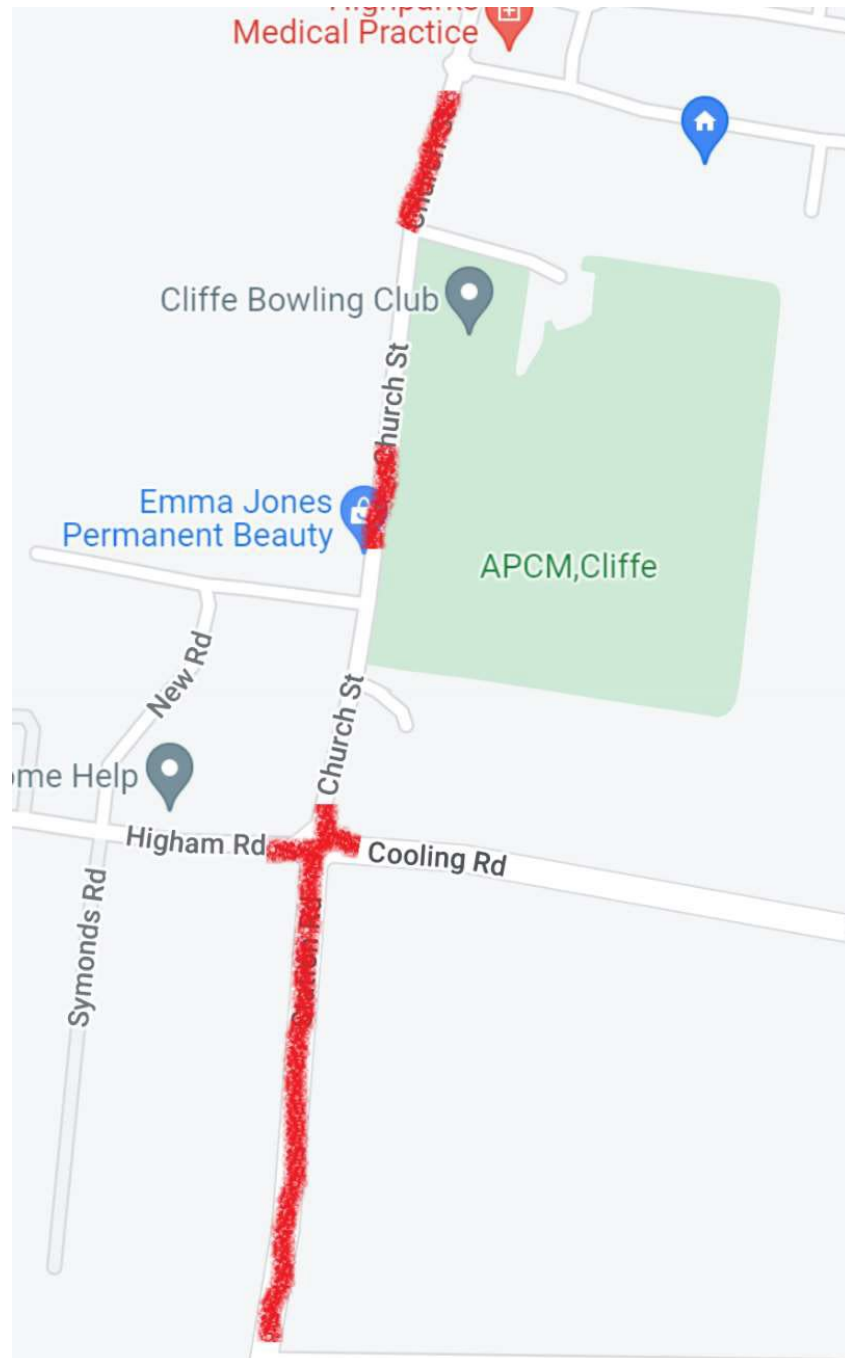 Medical Practice
Cliffe Bowling Club
Church St
Emma Jones
Permanent Beauty
APCM,Cliffe
New Rd
Church St
ome Help
Higham Rd
Cooling Rd
Symonds Rd